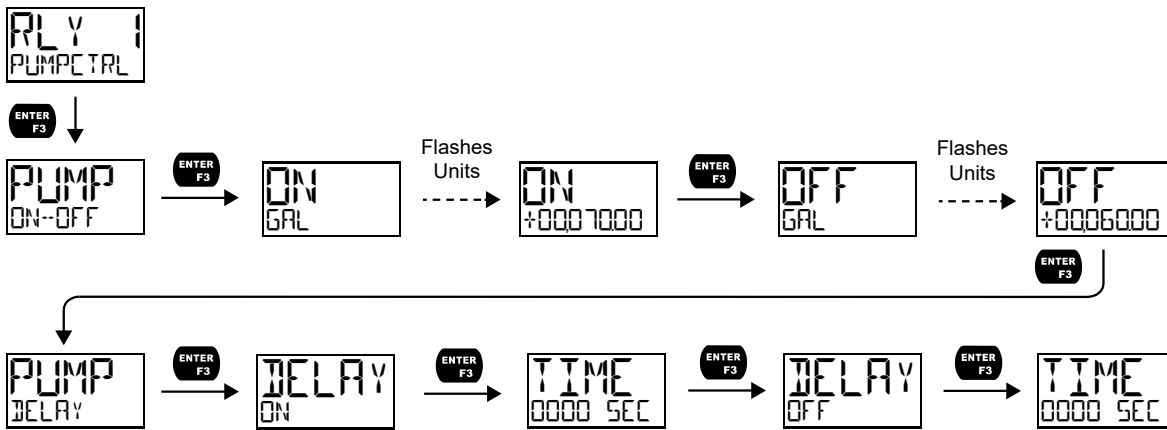 RLY 1
PUMPCTRL
ENTER
F3
PUMP
ON--OFF
ENTER
F3
ON
GAL
Flashes
Units
ON
+00,070.00
ENTER
F3
OFF
GAL
Flashes
Units
OFF
+00,060.00
ENTER
F3
PUMP
DELAY
ENTER
F3
DELAY
ON
ENTER
F3
TIME
0000 SEC
ENTER
F3
DELAY
OFF
ENTER
F3
TIME
0000 SEC